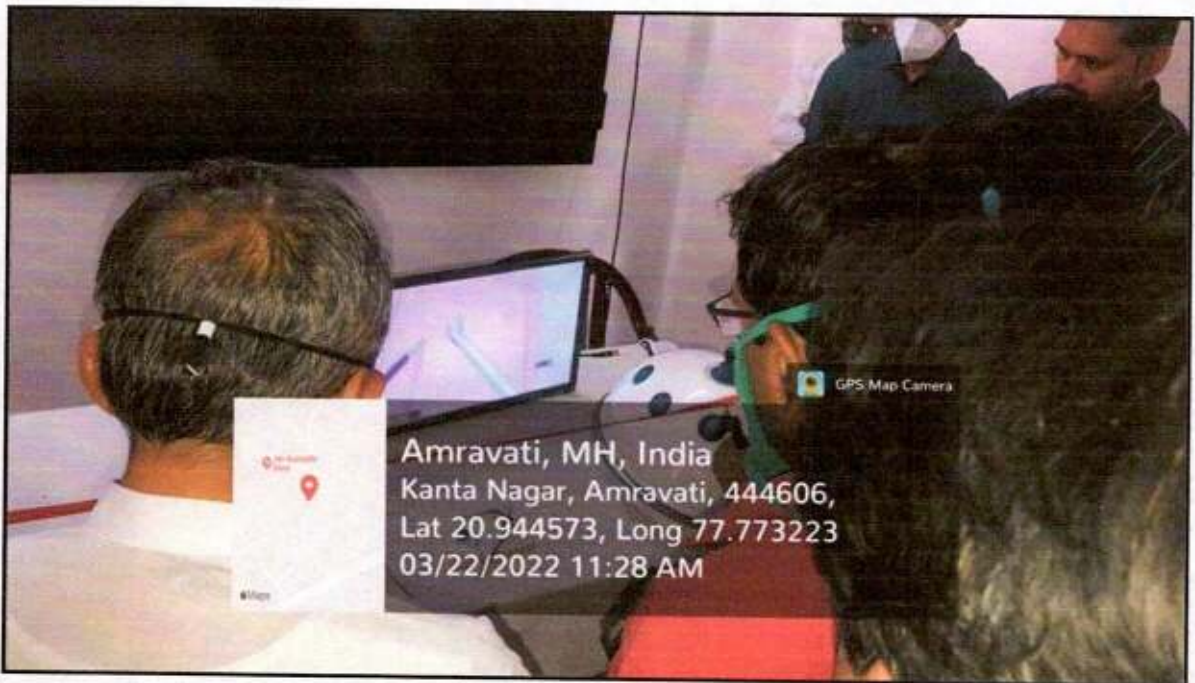 GPS Map Camera
Amravati, MH, India
Kanta Nagar, Amravati, 444606,
Lat 20.944573, Long 77.773223
03/22/2022 11:28 AM
Maps